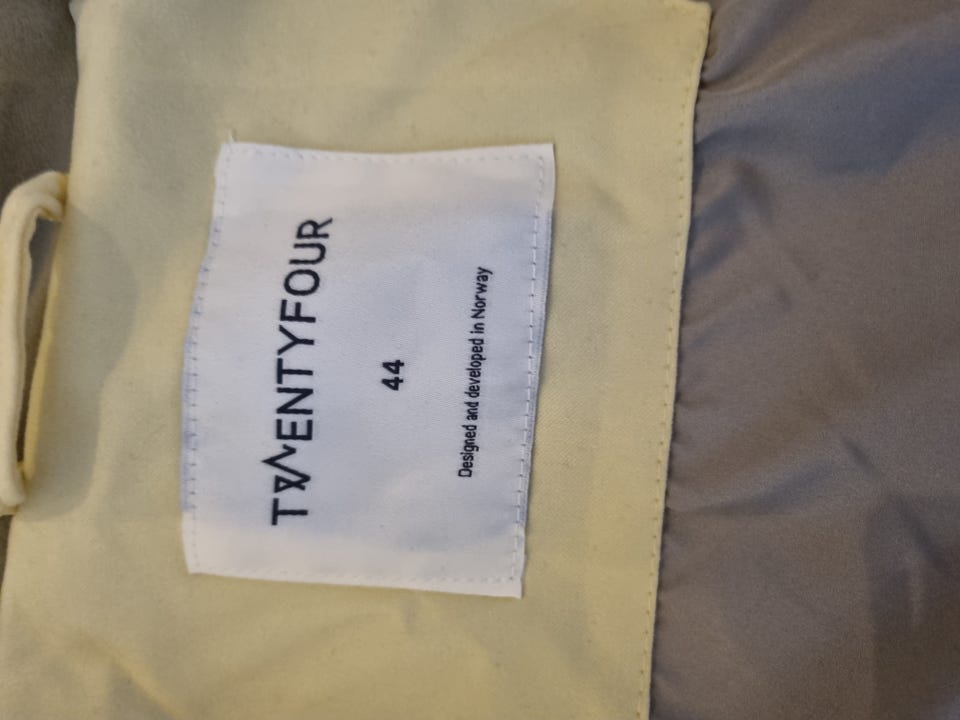 TWENTYFOUR
44
Designed and developed in Norway